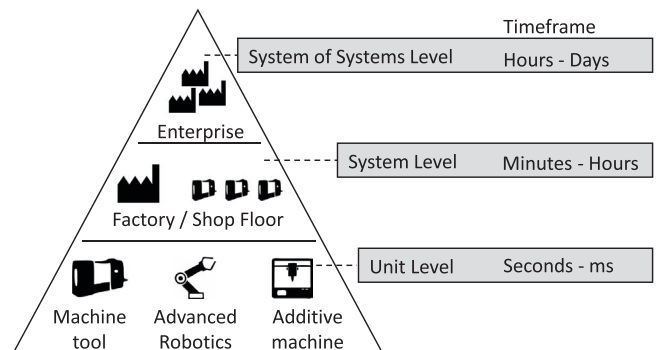 Timeframe
System of Systems Level Hours - Days
Enterprise
System Level Minutes - Hours
Factory / Shop Floor
Unit Level Seconds - ms
Machine tool
Advanced Robotics
Additive machine